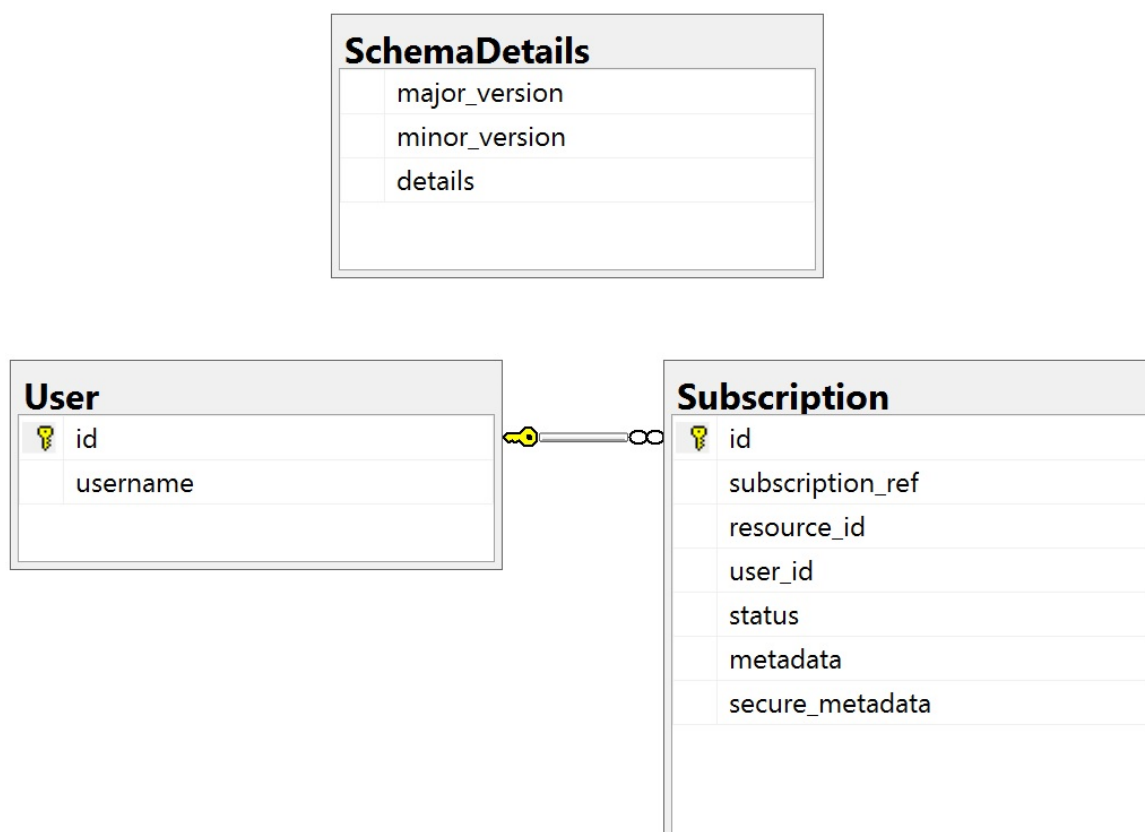 SchemaDetails
major_version
minor_version
details
User
id
username
Subscription
id
subscription_ref
resource_id
user_id
status
metadata
secure_metadata